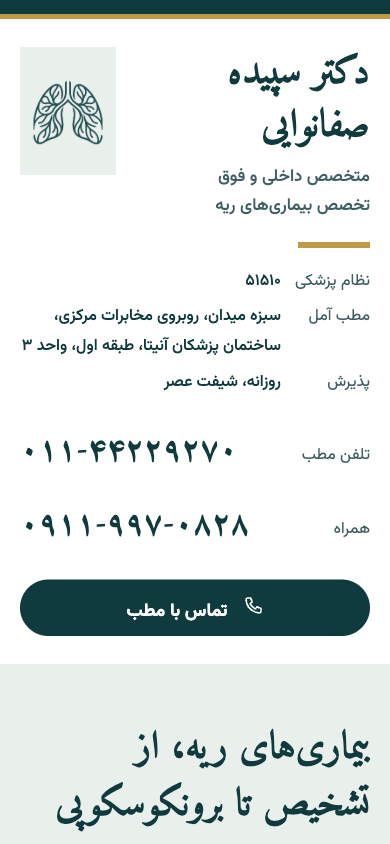 دکتر سپیده
صفانوایی
متخصص داخلی و فوق
تخصص بیماری‌های ریه
نظام پزشکی ۵۱۵۱۰
مطب آمل سبزه میدان، روبروی مخابرات مرکزی،
ساختمان پزشکان آنیتا، طبقه اول، واحد ۳
پذیرش روزانه، شیفت عصر
تلفن مطب ۰۱۱-۴۴۲۲۹۲۷۰
همراه ۰۹۱۱-۹۹۷-۰۸۲۸
تماس با مطب
بیماری‌های ریه، از
تشخیص تا برونکوسکوپی